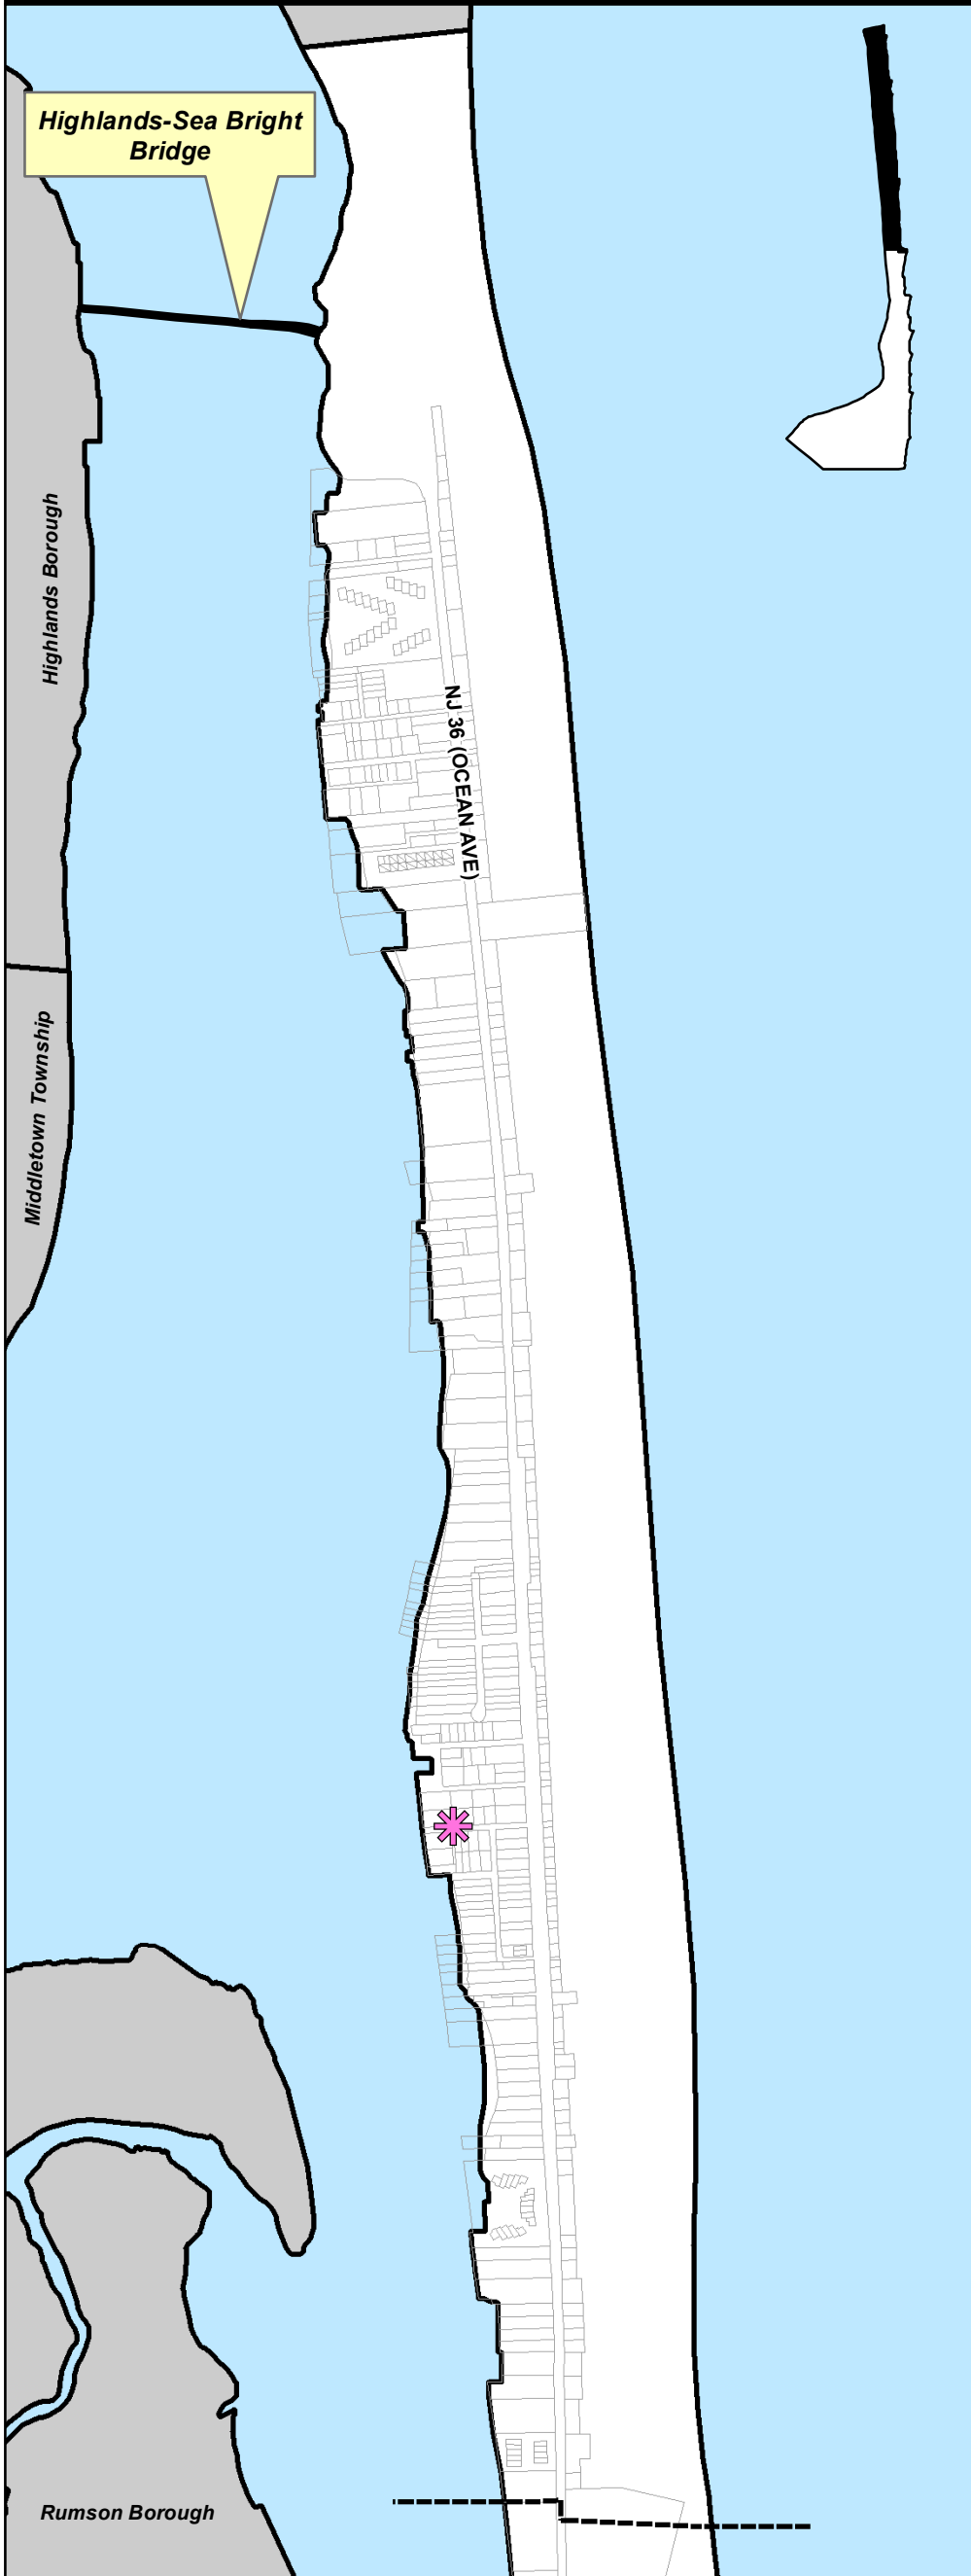 Highlands-Sea Bright
Bridge
Highlands Borough
NJ 36 (OCEAN AVE)
Middletown Township
Rumson Borough